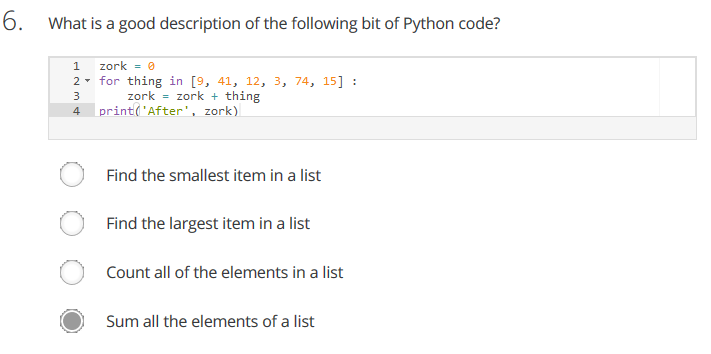 6. What is a good description of the following bit of Python code?
1 zork = 0
2 for thing in [9, 41, 12, 3, 74, 15] :
3 zork = zork + thing
4 print('After', zork)
Find the smallest item in a list
Find the largest item in a list
Count all of the elements in a list
Sum all the elements of a list